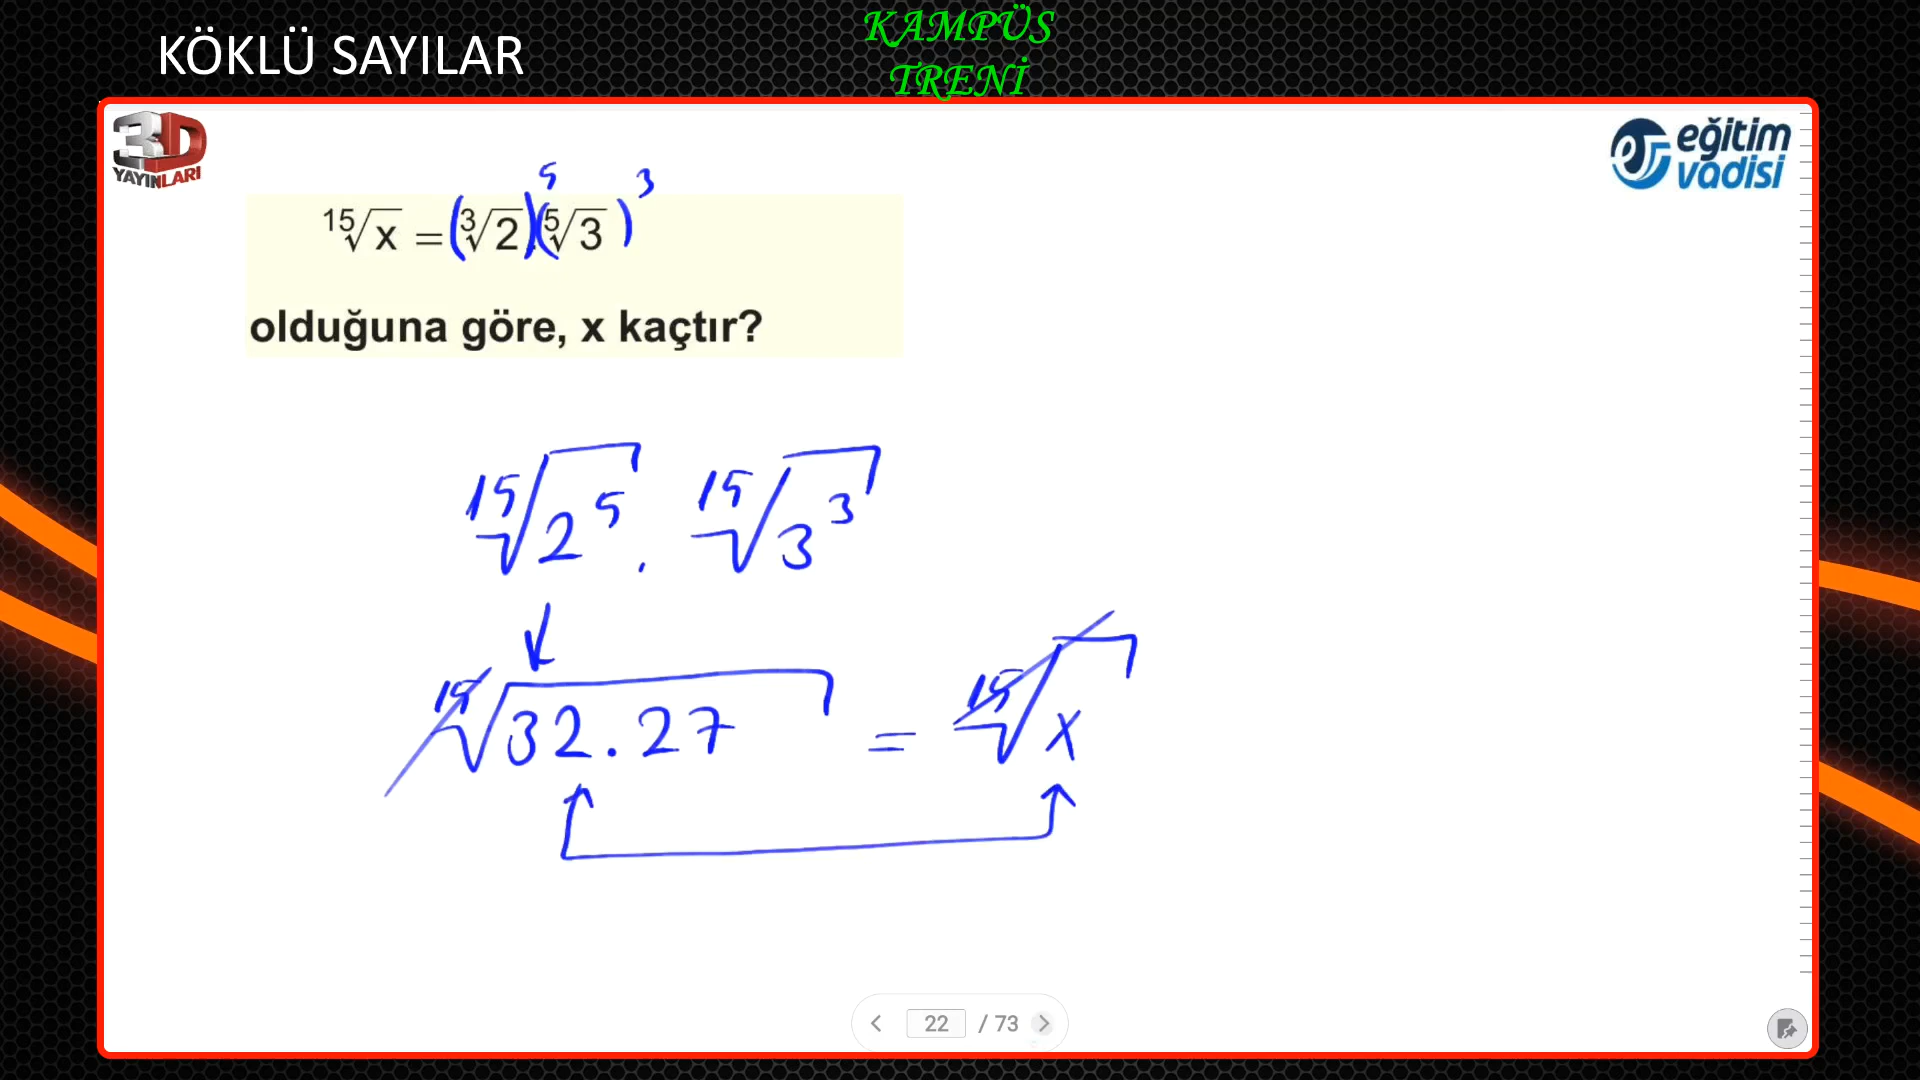 KÖKLÜ SAYILAR
KAMPÜS
TRENİ
3D
YAYINLARI
eğitim
vadisi
¹⁵√x = (³√2)⁵(⁵√3)³
olduğuna göre, x kaçtır?
¹⁵√2⁵ . ¹⁵√3³
¹⁵√32.27 = ¹⁵√x
22 / 73